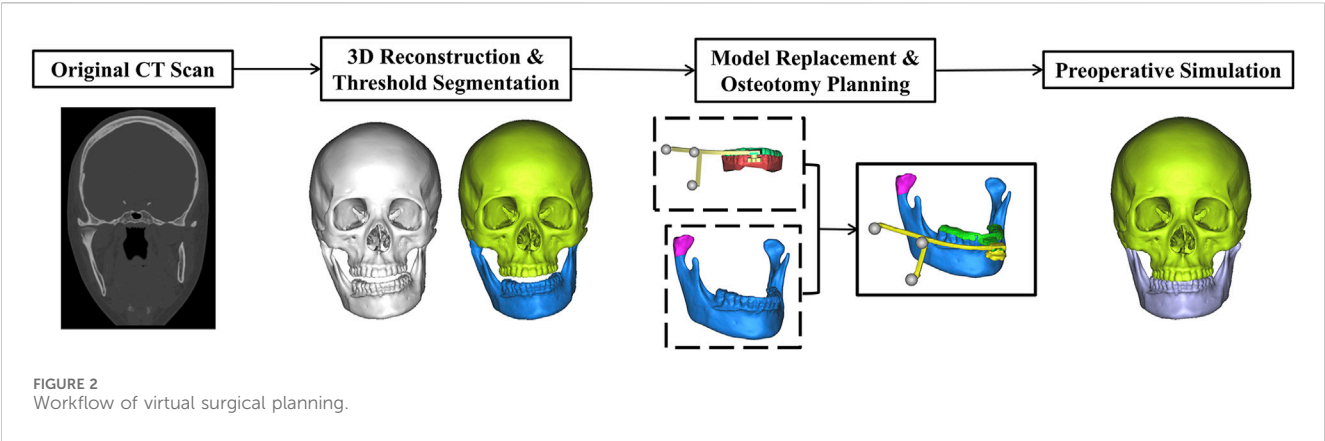 Original CT Scan
3D Reconstruction &
Threshold Segmentation
Model Replacement &
Osteotomy Planning
Preoperative Simulation
FIGURE 2
Workflow of virtual surgical planning.